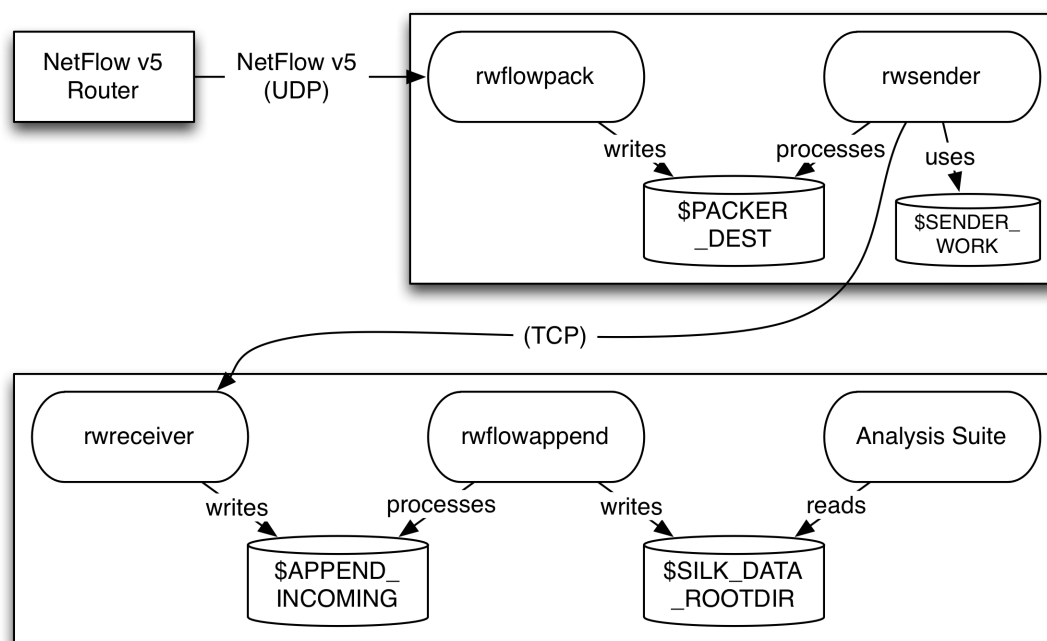 NetFlow v5
Router
NetFlow v5
(UDP)
rwflowpack
rwsender
writes
processes
uses
$PACKER
_DEST
$SENDER_
WORK
(TCP)
rwreceiver
rwflowappend
Analysis Suite
writes
processes
writes
reads
$APPEND_
INCOMING
$SILK_DATA
_ROOTDIR